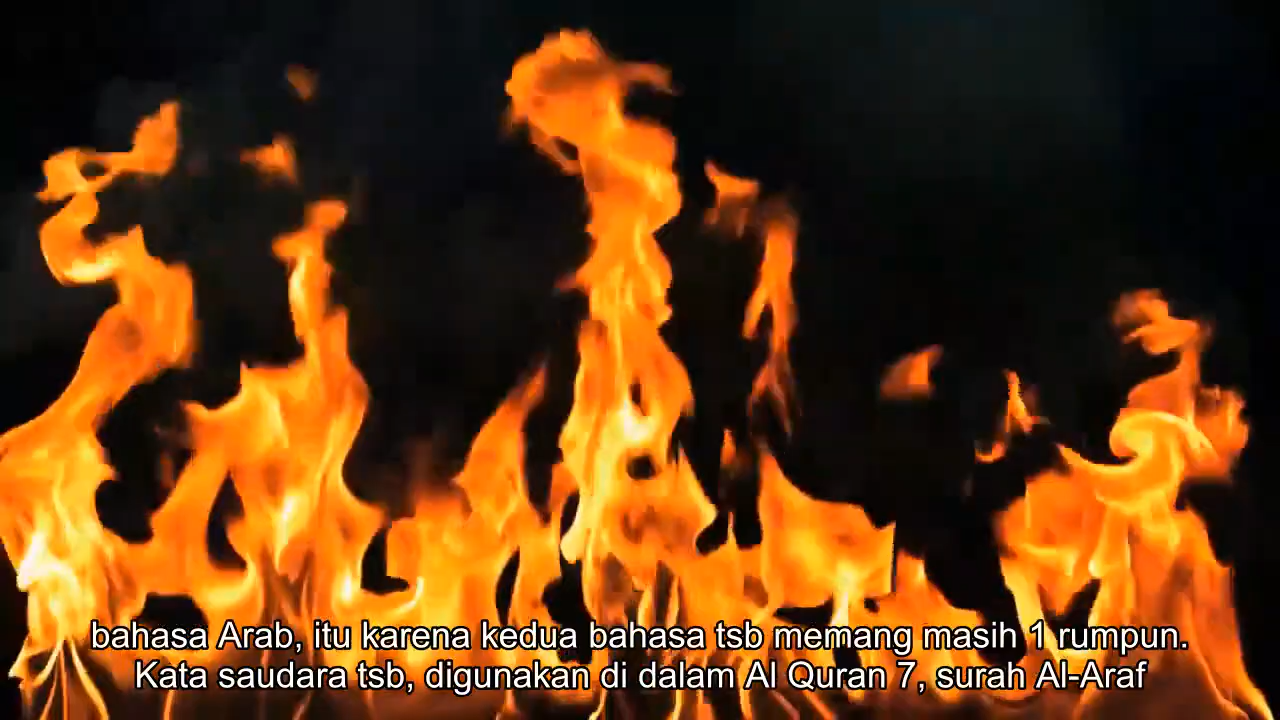 bahasa Arab, itu karena kedua bahasa tsb memang masih 1 rumpun.
Kata saudara tsb, digunakan di dalam Al Quran 7, surah Al-Araf